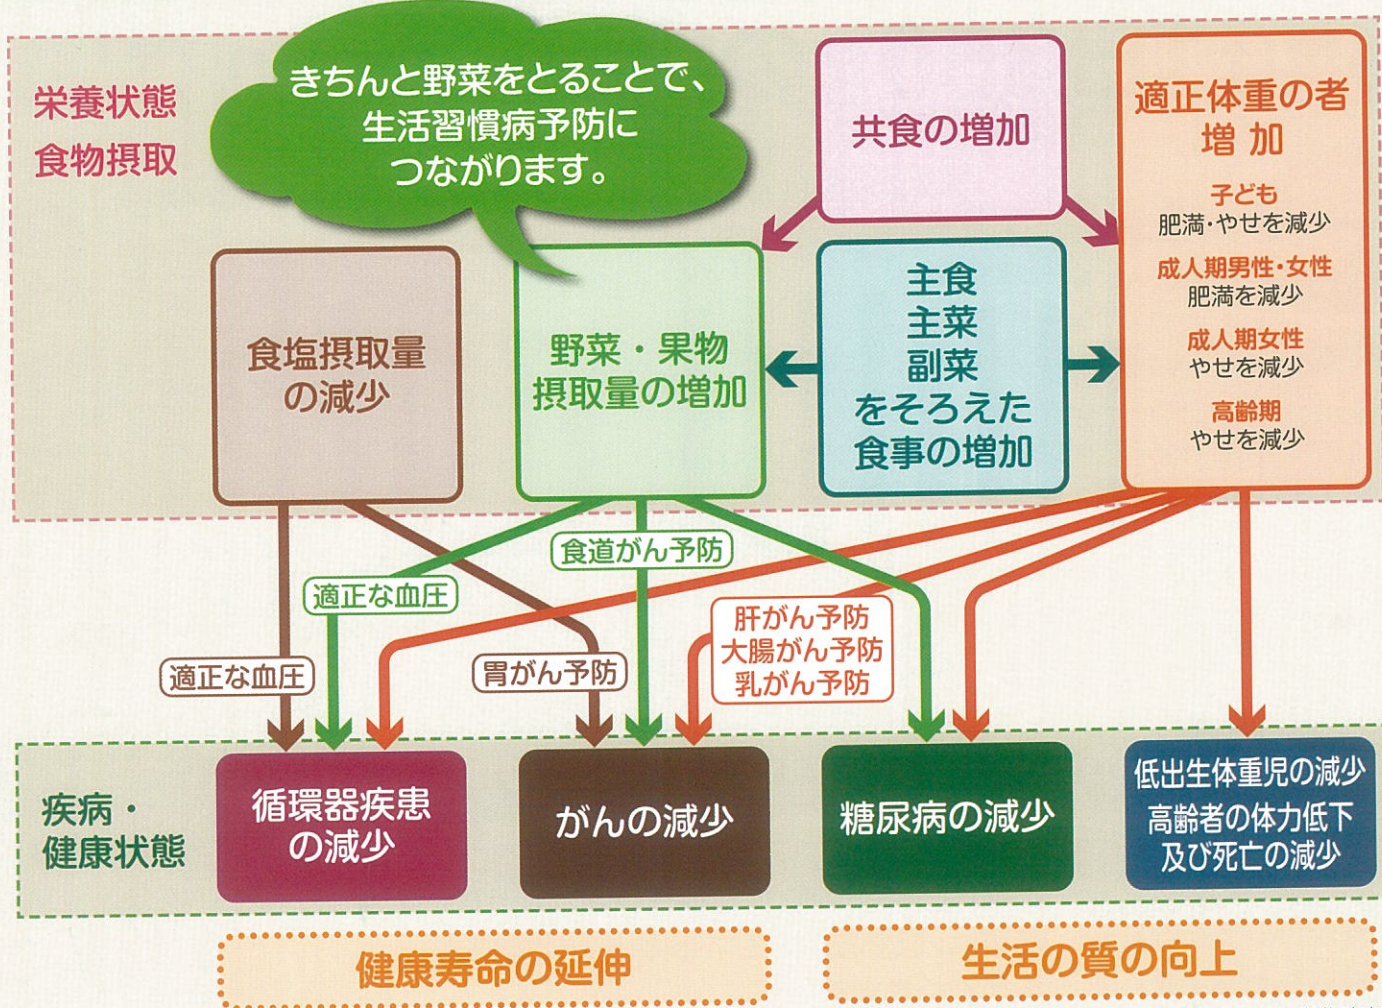 栄養状態
食物摂取
きちんと野菜をとることで、
生活習慣病予防に
つながります。
共食の増加
適正体重の者
増 加
子ども
肥満・やせを減少
成人期男性・女性
肥満を減少
成人期女性
やせを減少
高齢期
やせを減少
食塩摂取量
の減少
野菜・果物
摂取量の増加
主食
主菜
副菜
をそろえた
食事の増加
食道がん予防
適正な血圧
肝がん予防
大腸がん予防
乳がん予防
適正な血圧
胃がん予防
疾病・
健康状態
循環器疾患
の減少
がんの減少
糖尿病の減少
低出生体重児の減少
高齢者の体力低下
及び死亡の減少
健康寿命の延伸
生活の質の向上